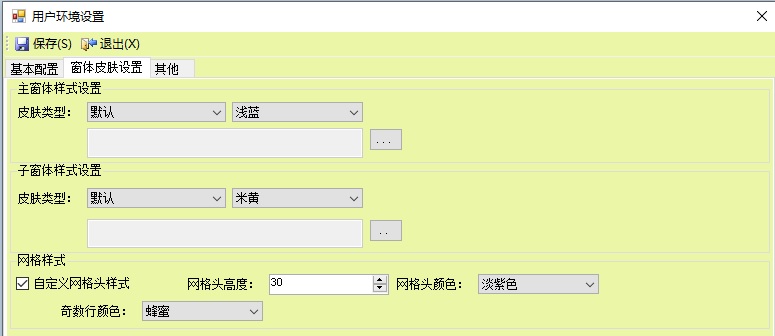 用户环境设置
保存(S) 退出(X)
基本配置 窗体皮肤设置 其他
主窗体样式设置
皮肤类型： 默认 浅蓝
...
子窗体样式设置
皮肤类型： 默认 米黄
..
网格样式
自定义网格头样式 网格头高度： 30 网格头颜色： 淡紫色
奇数行颜色： 蜂蜜